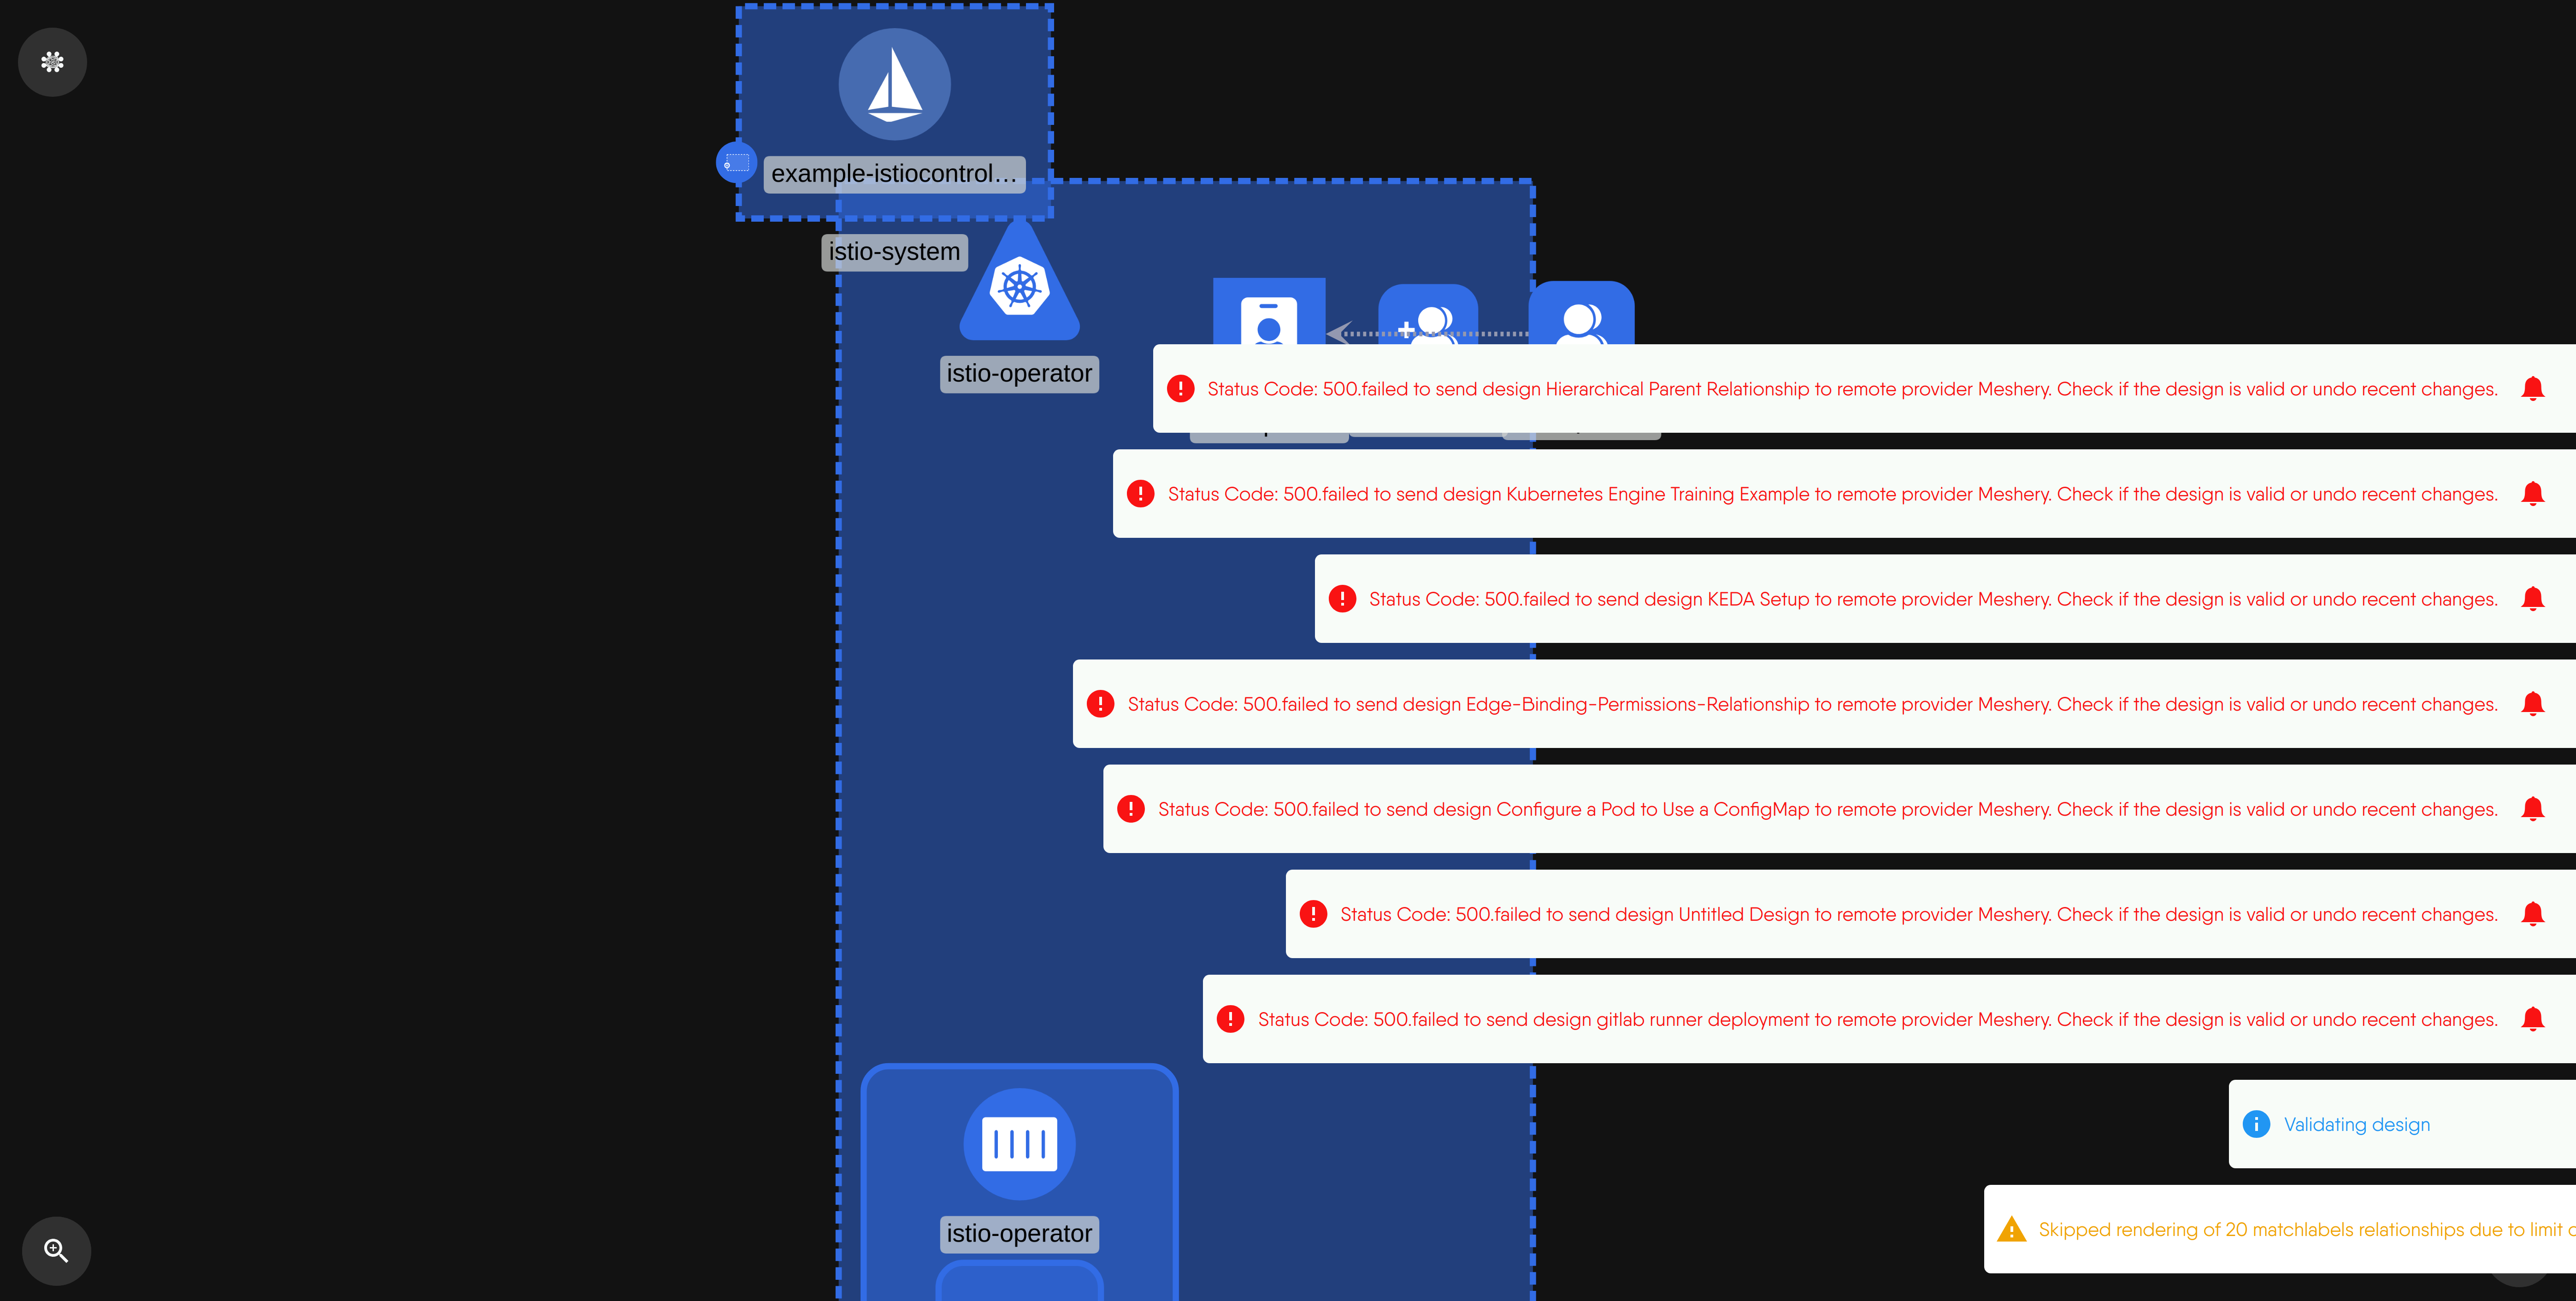 example-istiocontrol…
istio-system
istio-operator
Status Code: 500.failed to send design Hierarchical Parent Relationship to remote provider Meshery. Check if the design is valid or undo recent changes.
Status Code: 500.failed to send design Kubernetes Engine Training Example to remote provider Meshery. Check if the design is valid or undo recent changes.
Status Code: 500.failed to send design KEDA Setup to remote provider Meshery. Check if the design is valid or undo recent changes.
Status Code: 500.failed to send design Edge-Binding-Permissions-Relationship to remote provider Meshery. Check if the design is valid or undo recent changes.
Status Code: 500.failed to send design Configure a Pod to Use a ConfigMap to remote provider Meshery. Check if the design is valid or undo recent changes.
Status Code: 500.failed to send design Untitled Design to remote provider Meshery. Check if the design is valid or undo recent changes.
Status Code: 500.failed to send design gitlab runner deployment to remote provider Meshery. Check if the design is valid or undo recent changes.
Validating design
Skipped rendering of 20 matchlabels relationships due to limit
istio-operator